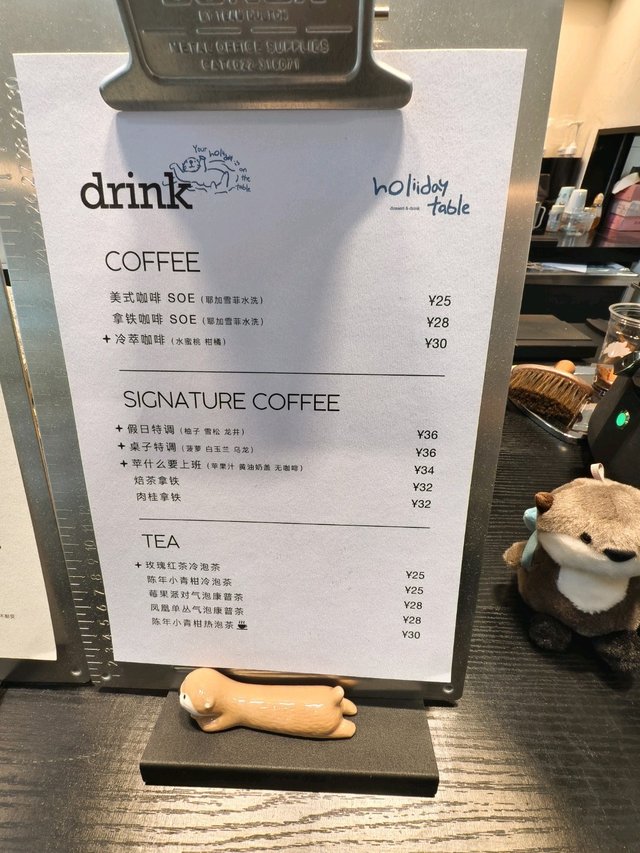 BY TEAM DULTON
METAL OFFICE SUPPLIES
Your holiday is on the table
drink
holiiday table
dessert & drink
COFFEE
美式咖啡 SOE (耶加雪菲水洗) ¥25
拿铁咖啡 SOE (耶加雪菲水洗) ¥28
+ 冷萃咖啡 (水蜜桃 柑橘) ¥30
SIGNATURE COFFEE
+ 假日特调 (柚子 雪松 龙井) ¥36
+ 桌子特调 (菠萝 白玉兰 乌龙) ¥36
+ 苹什么要上班 (苹果汁 黄油奶盖 无咖啡) ¥34
焙茶拿铁 ¥32
肉桂拿铁 ¥32
TEA
+ 玫瑰红茶冷泡茶 ¥25
陈年小青柑冷泡茶 ¥25
莓果派对气泡康普茶 ¥28
凤凰单丛气泡康普茶 ¥28
陈年小青柑热泡茶 ¥30